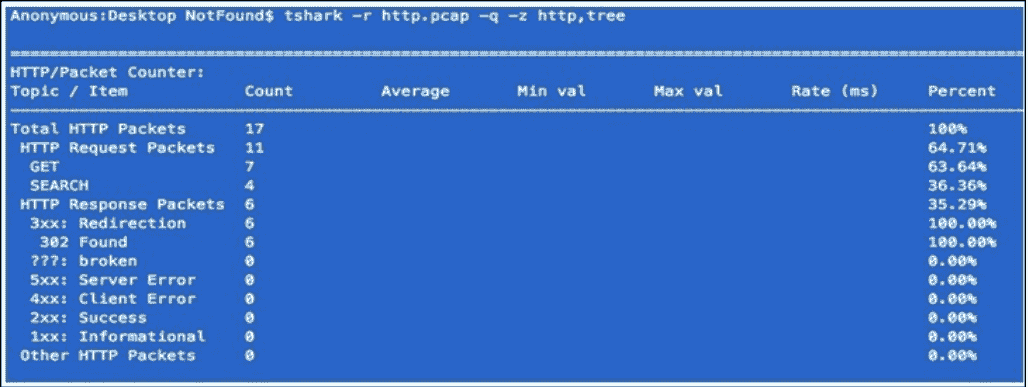 Anonymous:Desktop NotFound$ tshark -r http.pcap -q -z http,tree
===================================================================
HTTP/Packet Counter:
Topic / Item Count Average Min val Max val Rate (ms) Percent
-------------------------------------------------------------------
Total HTTP Packets 17 100%
HTTP Request Packets 11 64.71%
GET 7 63.64%
SEARCH 4 36.36%
HTTP Response Packets 6 35.29%
3xx: Redirection 6 100.00%
302 Found 6 100.00%
???: broken 0 0.00%
5xx: Server Error 0 0.00%
4xx: Client Error 0 0.00%
2xx: Success 0 0.00%
1xx: Informational 0 0.00%
Other HTTP Packets 0 0.00%